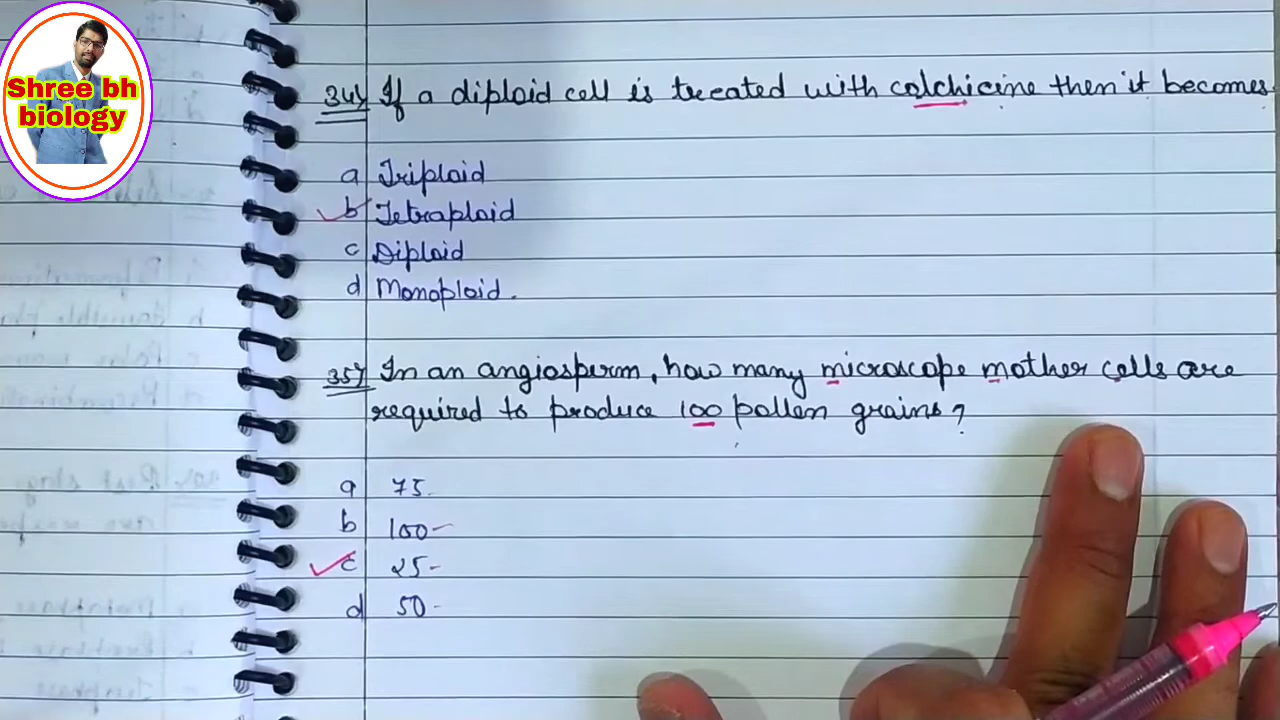 Shree bh
biology
34) If a diploid cell is treated with colchicine then it becomes
a Triploid
b Tetraploid
c Diploid
d Monoploid.
35) In an angiosperm, how many microscope mother cells are
required to produce 100 pollen grains?
a 75
b 100
c 25
d 50